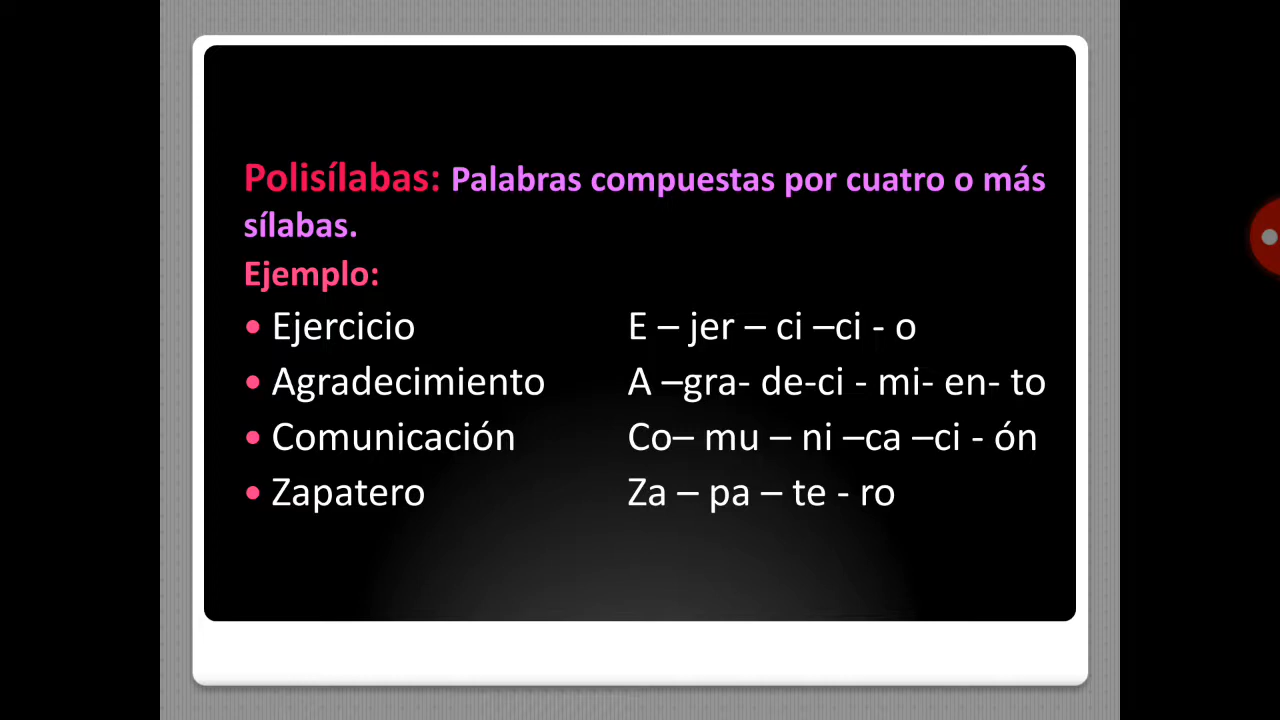 Polisílabas: Palabras compuestas por cuatro o más
sílabas.
Ejemplo:
• Ejercicio E – jer – ci –ci - o
• Agradecimiento A –gra- de-ci - mi- en- to
• Comunicación Co– mu – ni –ca –ci - ón
• Zapatero Za – pa – te - ro